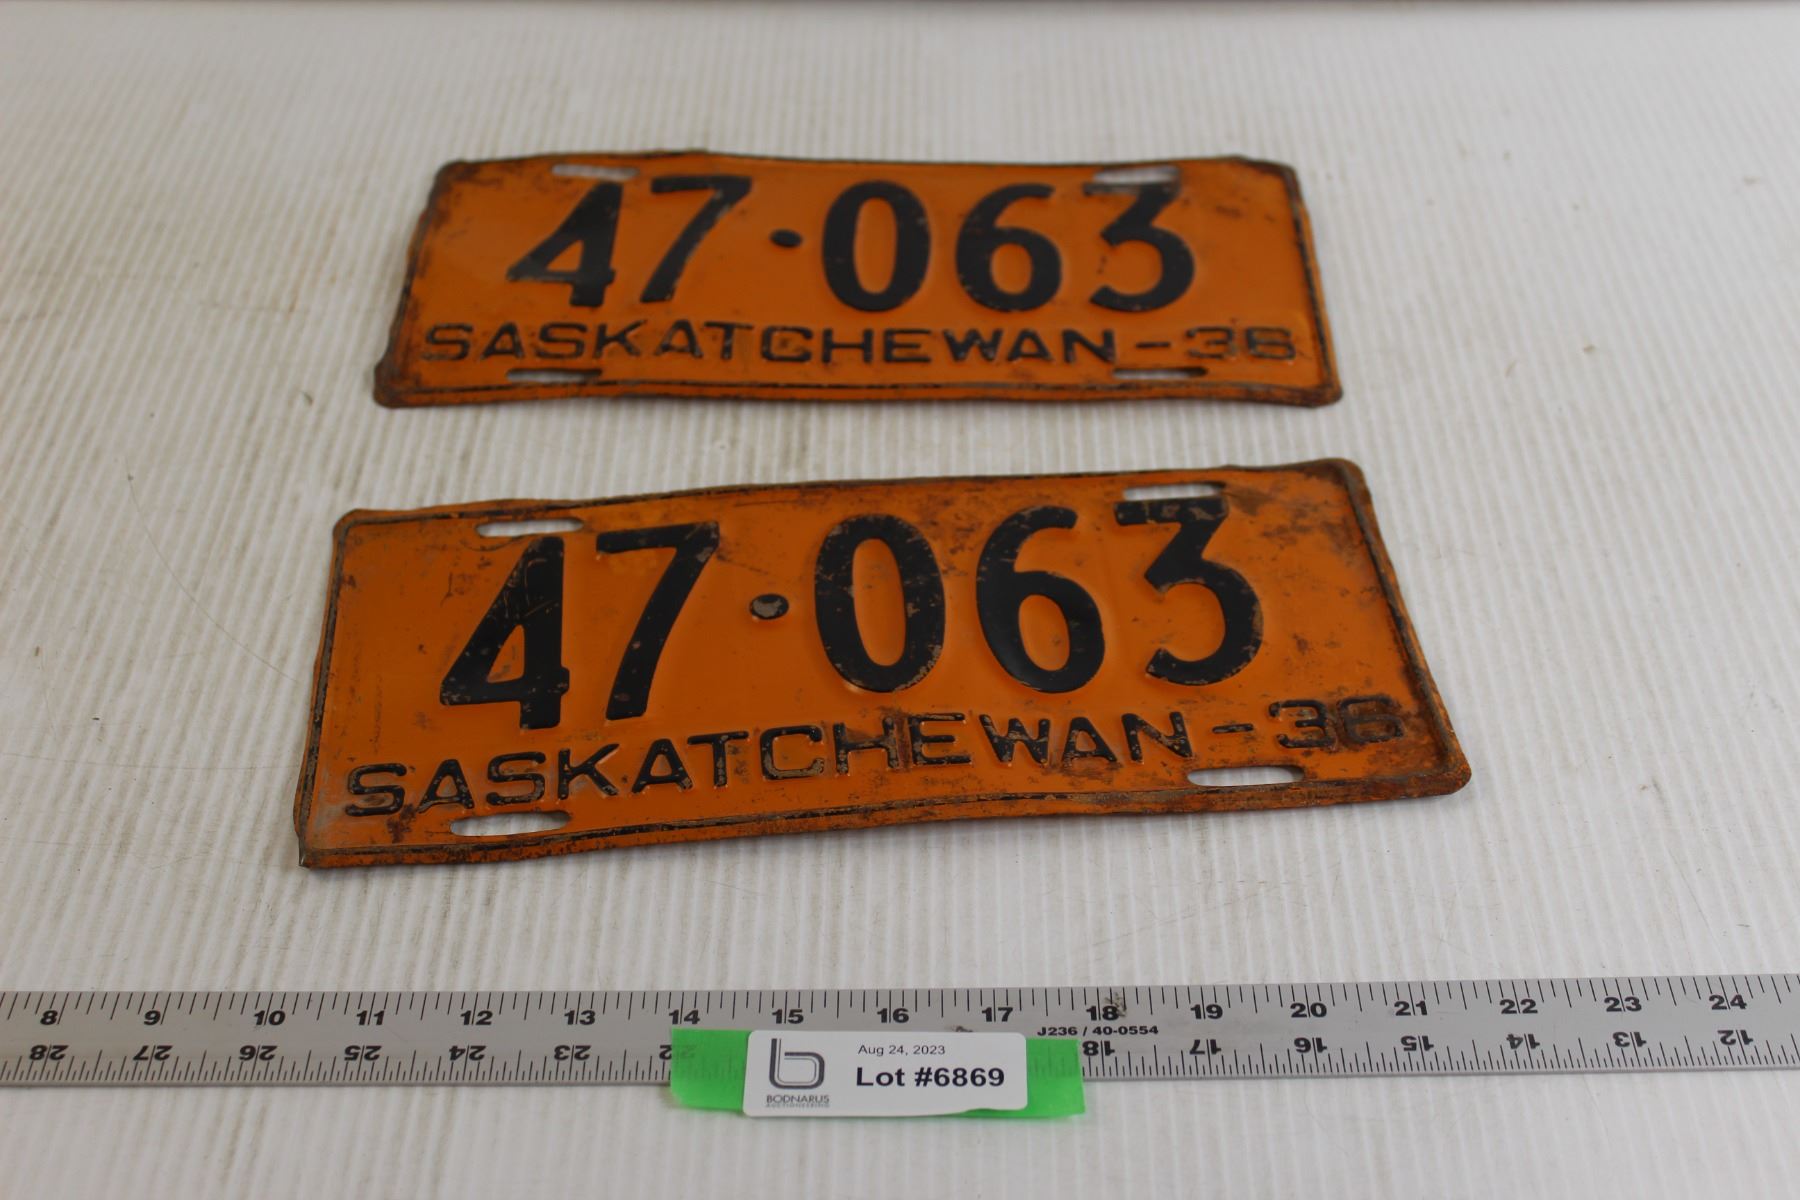 47·063
SASKATCHEWAN-36
47·063
SASKATCHEWAN-36
8 9 10 11 12 13 14 15 16 17 18 19 20 21 22 23 24
J236 / 40-0554
28 27 26 25 24 23 22 18 17 16 15 14 13 12
Aug 24, 2023
Lot #6869
BODNARUS
AUCTIONEERING